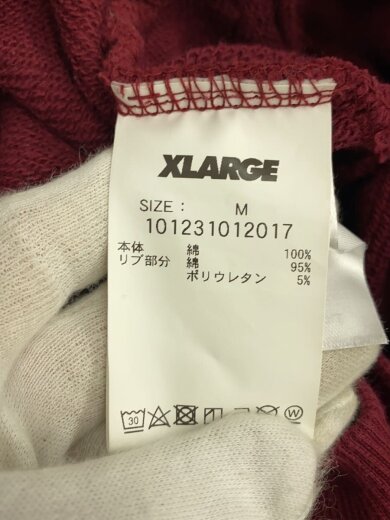 XLARGE
SIZE : M
101231012017
本体 綿 100%
リブ部分 綿 95%
ポリウレタン 5%
30
W